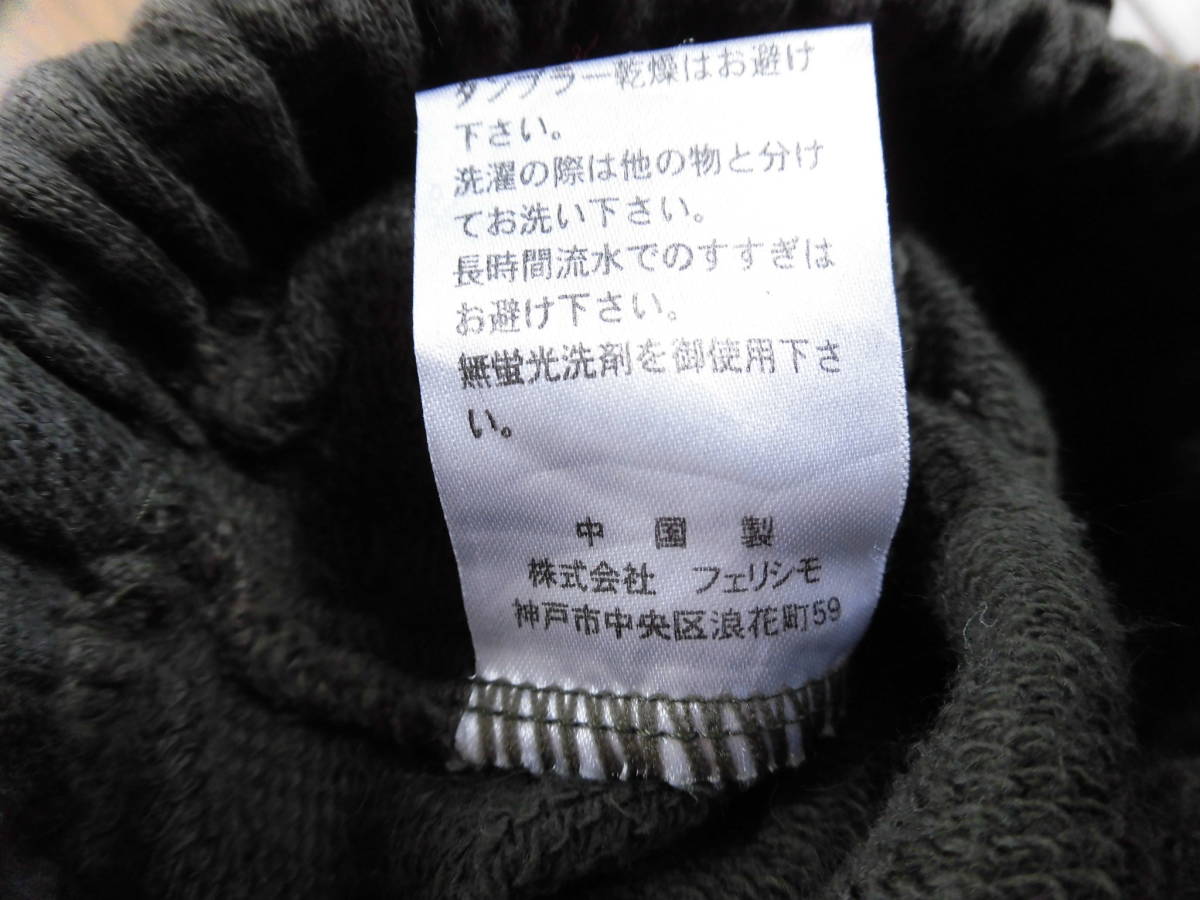 タンブラー乾燥はお避け
下さい。
洗濯の際は他の物と分け
てお洗い下さい。
長時間流水でのすすぎは
お避け下さい。
無蛍光洗剤を御使用下さ
い。
中 国 製
株式会社 フェリシモ
神戸市中央区浪花町59